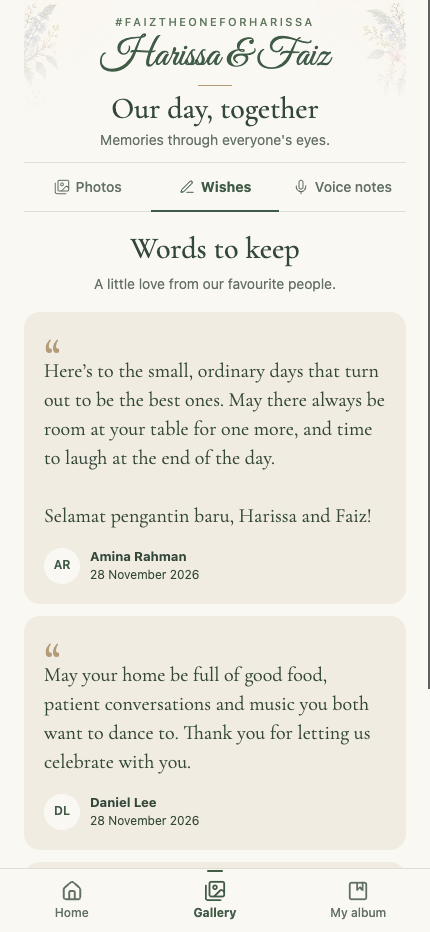 #FAIZTHEONEFORHARISSA
Harissa & Faiz
Our day, together
Memories through everyone's eyes.
Photos
Wishes
Voice notes
Words to keep
A little love from our favourite people.
“
Here’s to the small, ordinary days that turn
out to be the best ones. May there always be
room at your table for one more, and time
to laugh at the end of the day.
Selamat pengantin baru, Harissa and Faiz!
AR
Amina Rahman
28 November 2026
“
May your home be full of good food,
patient conversations and music you both
want to dance to. Thank you for letting us
celebrate with you.
DL
Daniel Lee
28 November 2026
Home
Gallery
My album